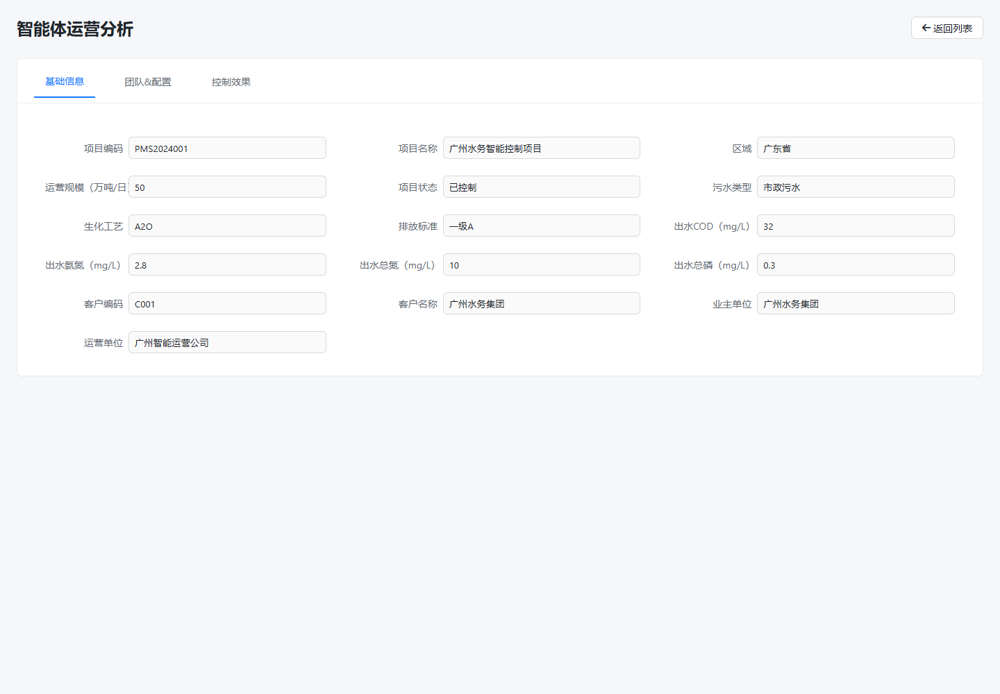 智能体运营分析
返回列表
基础信息 团队&配置 控制效果
项目编码 PMS2024001 项目名称 广州水务智能控制项目 区域 广东省
运营规模（万吨/日） 50 项目状态 已控制 污水类型 市政污水
生化工艺 A2O 排放标准 一级A 出水COD（mg/L） 32
出水氨氮（mg/L） 2.8 出水总氮（mg/L） 10 出水总磷（mg/L） 0.3
客户编码 C001 客户名称 广州水务集团 业主单位 广州水务集团
运营单位 广州智能运营公司